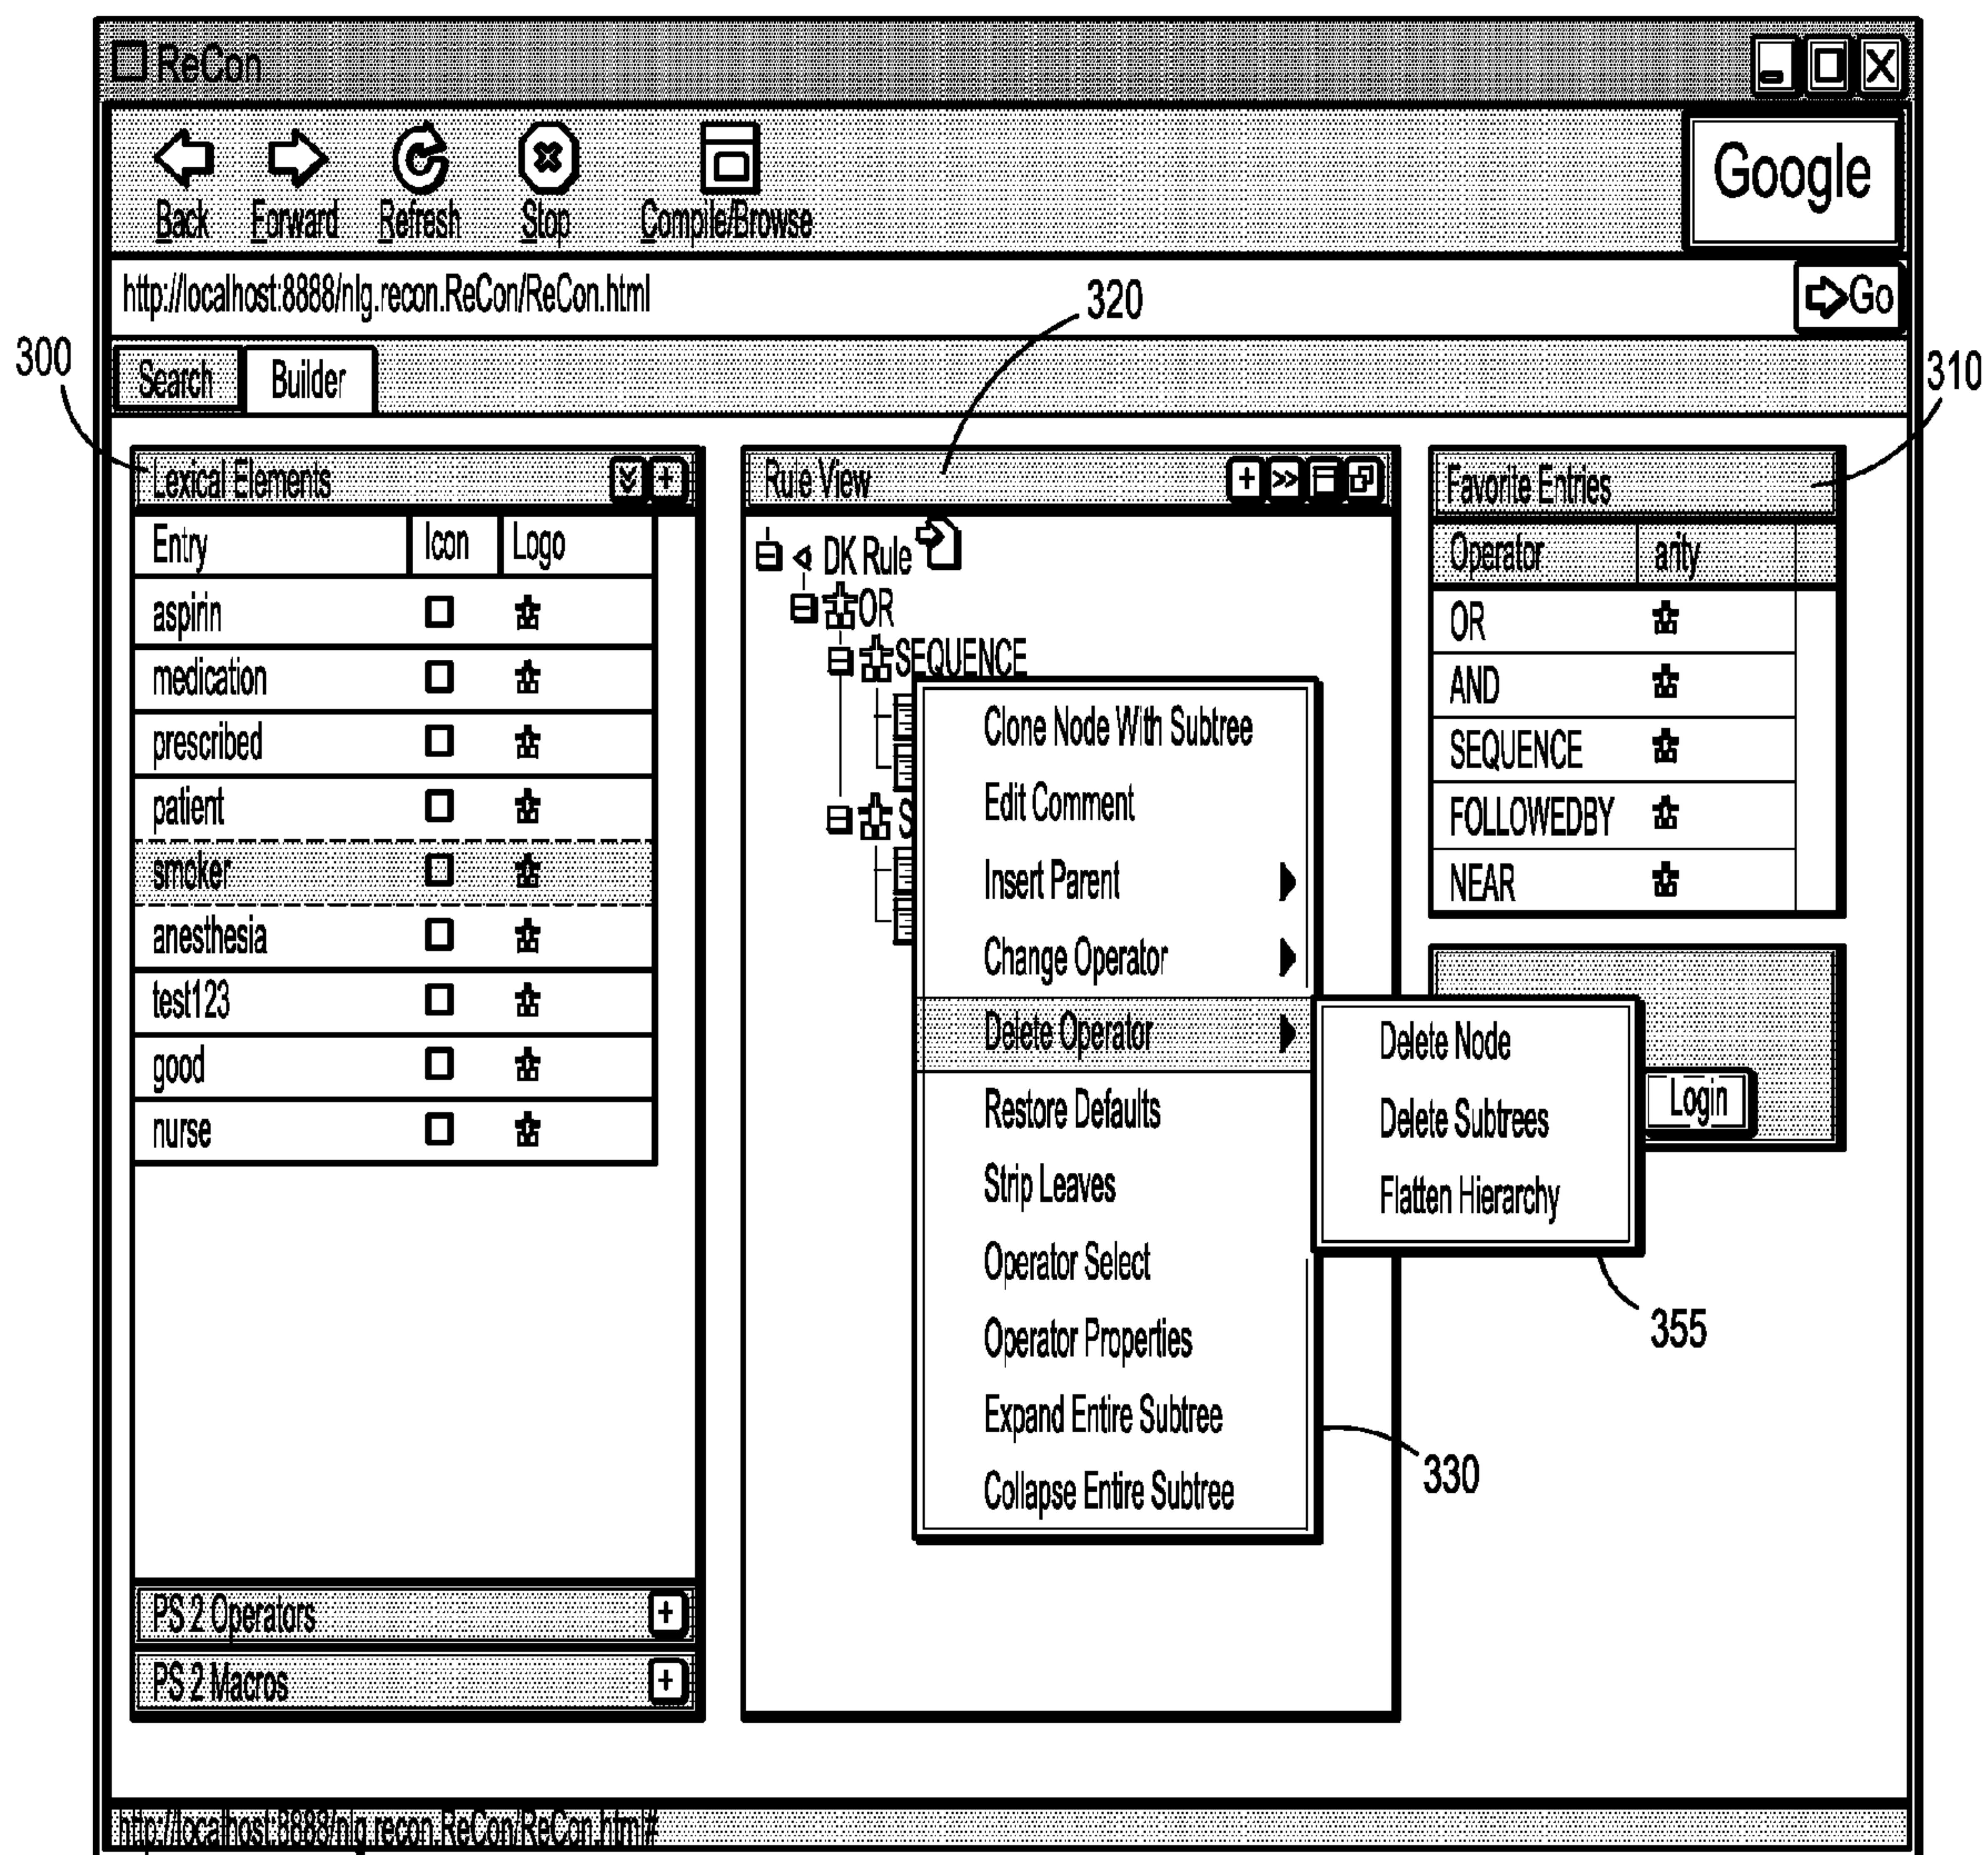 ReCon
Back Forward Refresh Stop Compile/Browse
Google
http://localhost:8888/nlg.recon.ReCon/ReCon.html
Go
320
300
310
Search Builder
Lexical Elements
Entry Icon Logo
aspirin
medication
prescribed
patient
smoker
anesthesia
test123
good
nurse
PS 2 Operators
PS 2 Macros
Rule View
DK Rule
OR
SEQUENCE
S
Clone Node With Subtree
Edit Comment
Insert Parent
Change Operator
Delete Operator
Restore Defaults
Strip Leaves
Operator Select
Operator Properties
Expand Entire Subtree
Collapse Entire Subtree
Delete Node
Delete Subtrees
Flatten Hierarchy
Favorite Entries
Operator arity
OR
AND
SEQUENCE
FOLLOWEDBY
NEAR
Login
355
330
http://localhost:8888/nlg.recon.ReCon/ReCon.html#